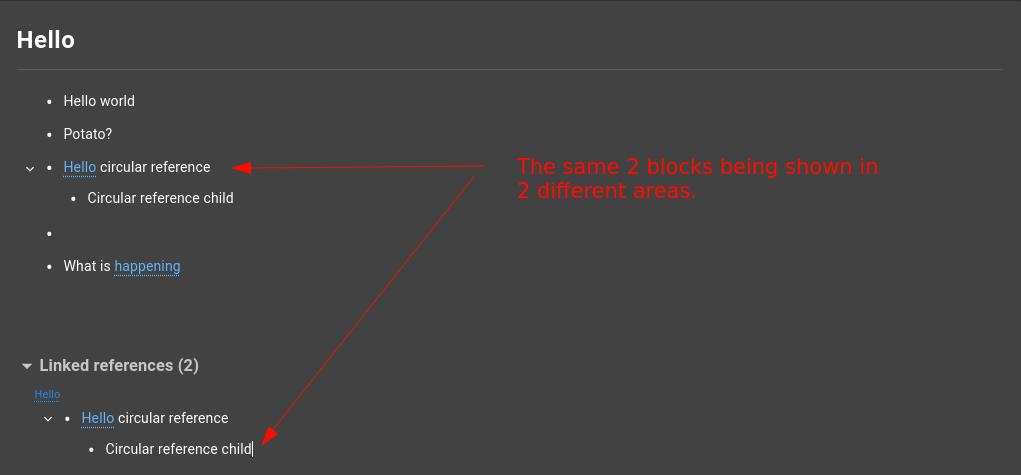 Hello
Hello world
Potato?
Hello circular reference
The same 2 blocks being shown in
2 different areas.
Circular reference child
What is happening
Linked references (2)
Hello
Hello circular reference
Circular reference child